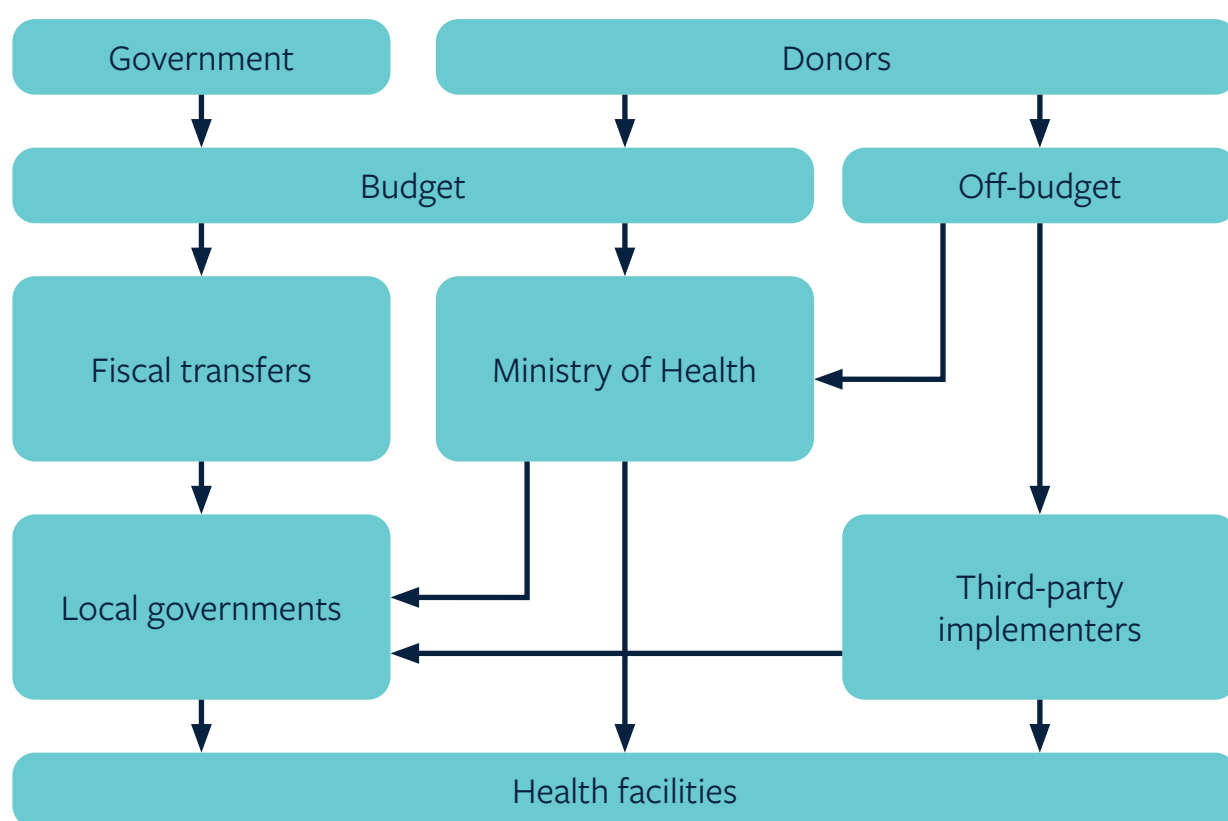 Government
Donors
Budget
Off-budget
Fiscal transfers
Ministry of Health
Local governments
Third-party
implementers
Health facilities